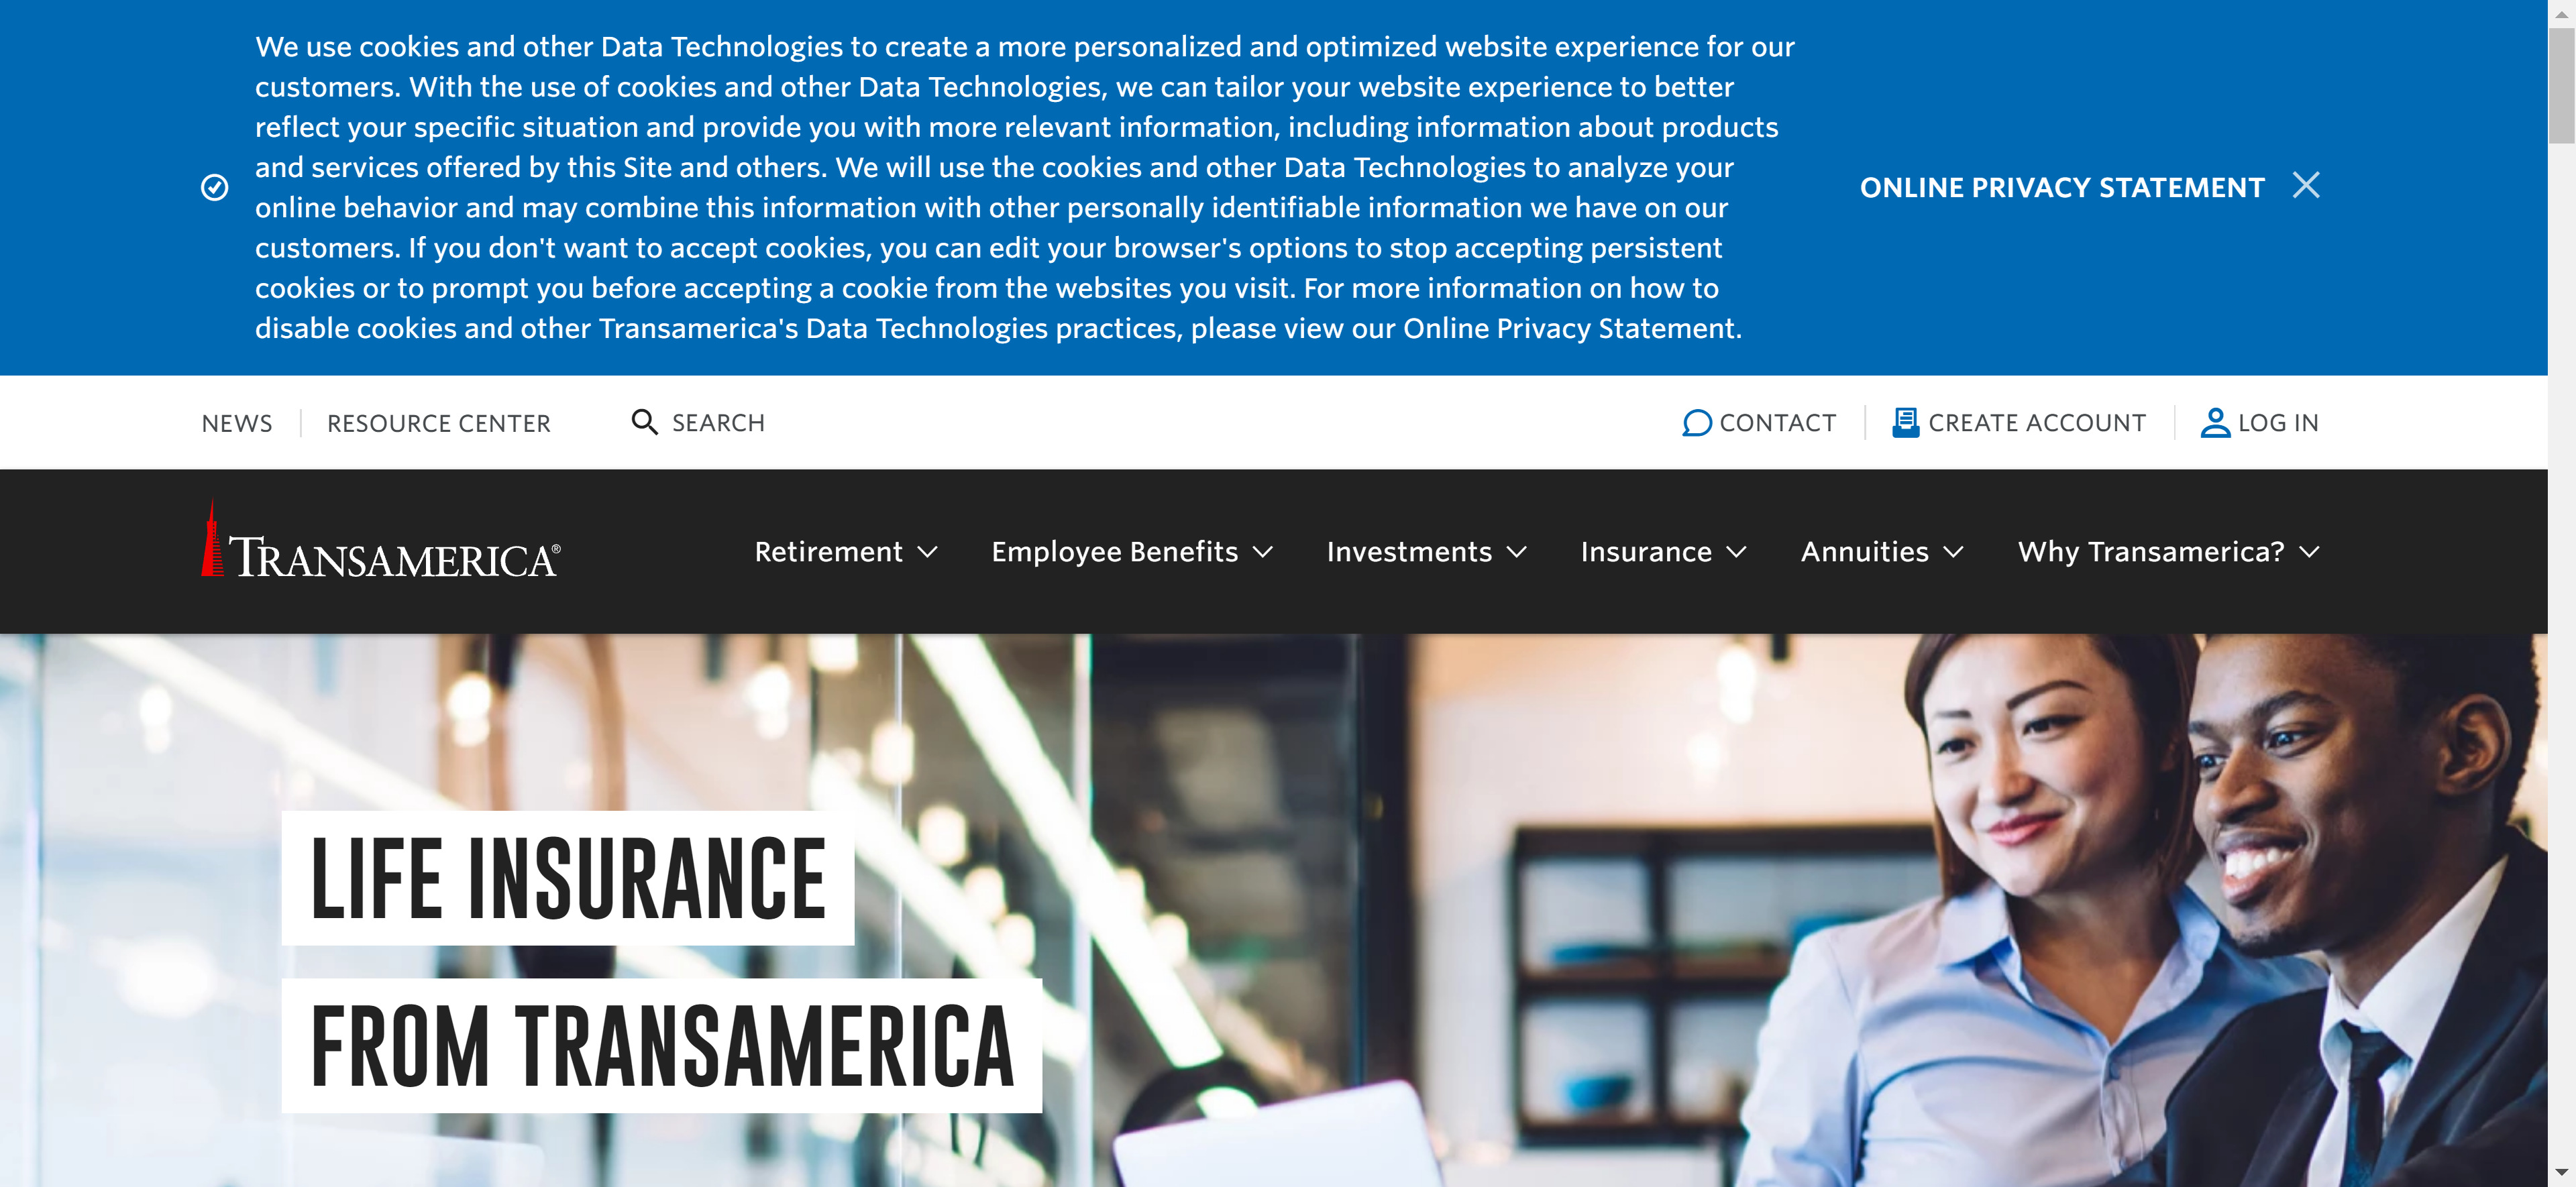 We use cookies and other Data Technologies to create a more personalized and optimized website experience for our
customers. With the use of cookies and other Data Technologies, we can tailor your website experience to better
reflect your specific situation and provide you with more relevant information, including information about products
and services offered by this Site and others. We will use the cookies and other Data Technologies to analyze your
online behavior and may combine this information with other personally identifiable information we have on our
customers. If you don't want to accept cookies, you can edit your browser's options to stop accepting persistent
cookies or to prompt you before accepting a cookie from the websites you visit. For more information on how to
disable cookies and other Transamerica's Data Technologies practices, please view our Online Privacy Statement.
ONLINE PRIVACY STATEMENT
NEWS RESOURCE CENTER SEARCH CONTACT CREATE ACCOUNT LOG IN
TRANSAMERICA® Retirement Employee Benefits Investments Insurance Annuities Why Transamerica?
LIFE INSURANCE
FROM TRANSAMERICA